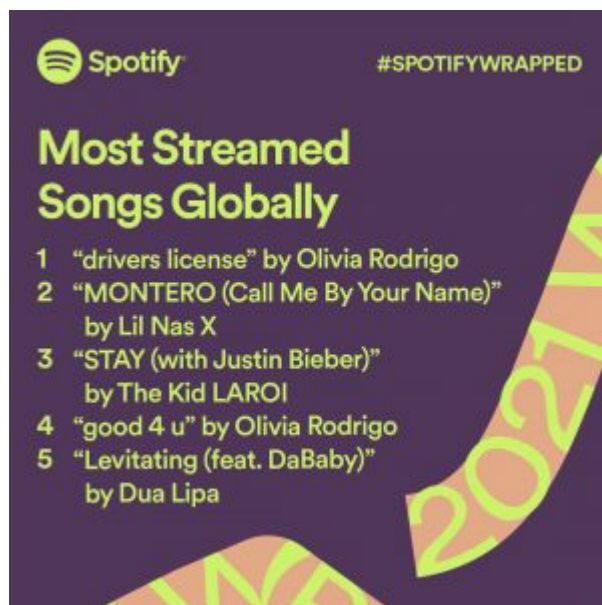 Spotify
#SPOTIFYWRAPPED
Most Streamed
Songs Globally
1 “drivers license” by Olivia Rodrigo
2 “MONTERO (Call Me By Your Name)”
by Lil Nas X
3 “STAY (with Justin Bieber)”
by The Kid LAROI
4 “good 4 u” by Olivia Rodrigo
5 “Levitating (feat. DaBaby)”
by Dua Lipa
2021 W